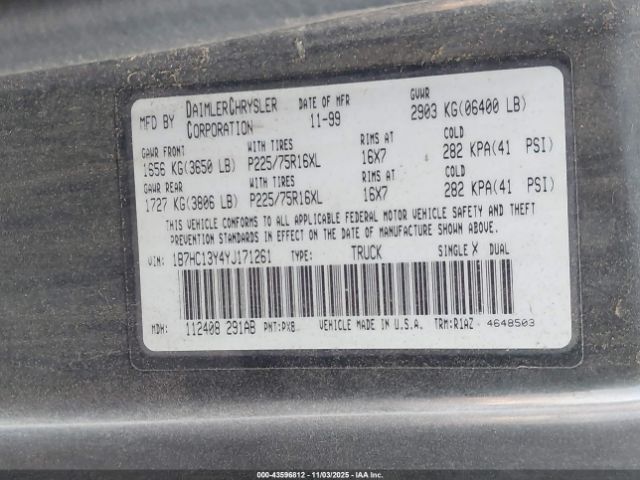 MFD BY DAIMLERCHRYSLER CORPORATION DATE OF MFR 11-99 GVWR 2903 KG(06400 LB)
GAWR FRONT WITH TIRES RIMS AT COLD
1656 KG(3650 LB) P225/75R16XL 16X7 282 KPA(41 PSI)
GAWR REAR WITH TIRES RIMS AT COLD
1727 KG(3806 LB) P225/75R16XL 16X7 282 KPA(41 PSI)
THIS VEHICLE CONFORMS TO ALL APPLICABLE FEDERAL MOTOR VEHICLE SAFETY AND THEFT
PREVENTION STANDARDS IN EFFECT ON THE DATE OF MANUFACTURE SHOWN ABOVE.
VIN: 1B7HC13Y4YJ171261 TYPE: TRUCK SINGLE X DUAL
MDH: 112408 291AB PNT:PX8 VEHICLE MADE IN U.S.A. TRM:R1AZ 4648503
000-43596812 - 11/03/2025 - IAAI.COM